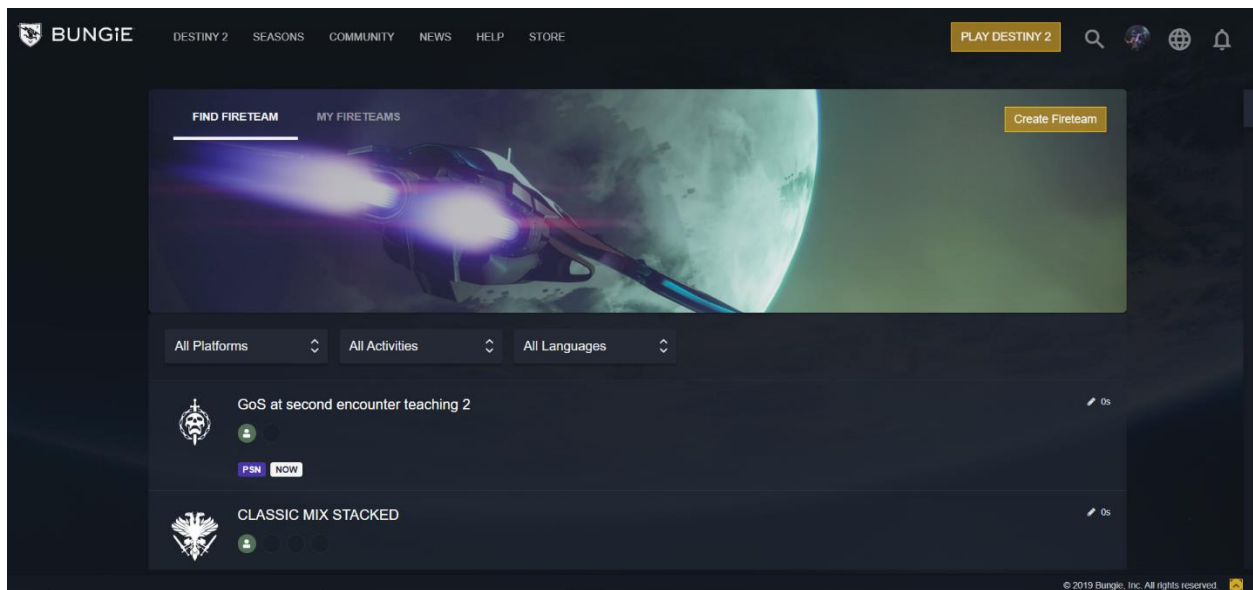 BUNGiE DESTINY 2 SEASONS COMMUNITY NEWS HELP STORE PLAY DESTINY 2
FIND FIRETEAM MY FIRETEAMS Create Fireteam
All Platforms All Activities All Languages
GoS at second encounter teaching 2 0s
PSN NOW
CLASSIC MIX STACKED 0s
© 2019 Bungie, Inc. All rights reserved.